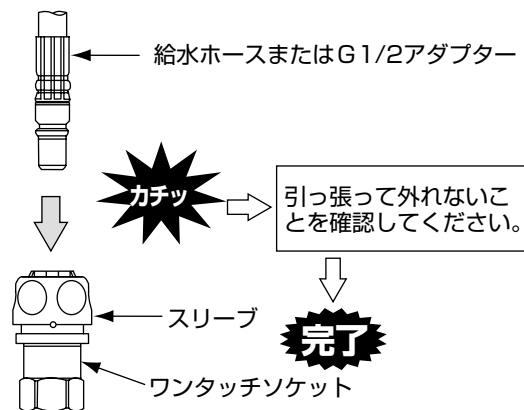 給水ホースまたはG1/2アダプター
カチッ
引っ張って外れないこ
とを確認してください。
スリーブ
完了
ワンタッチソケット